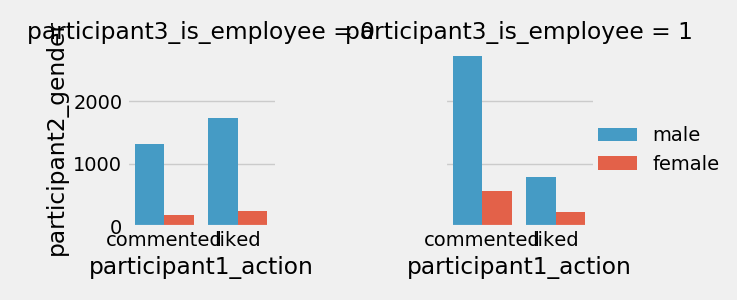 participant3_is_employee = 0
participant3_is_employee = 1
participant2_gender
2000
1000
0
commented
liked
commented
liked
participant1_action
participant1_action
male
female